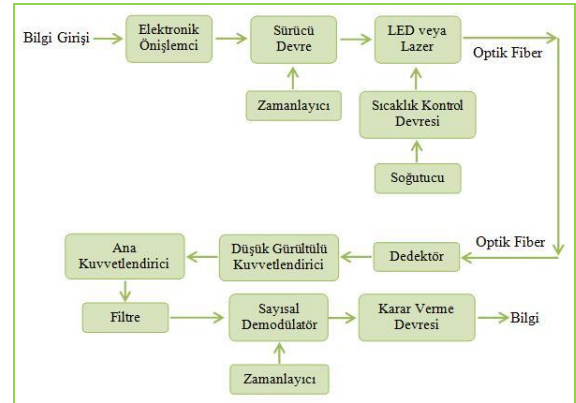 Bilgi Girişi
Elektronik
Önişlemci
Sürücü
Devre
LED veya
Lazer
Optik Fiber
Zamanlayıcı
Sıcaklık Kontrol
Devresi
Soğutucu
Optik Fiber
Dedektör
Düşük Gürültülü
Kuvvetlendirici
Ana
Kuvvetlendirici
Filtre
Sayısal
Demodülatör
Karar Verme
Devresi
Bilgi
Zamanlayıcı